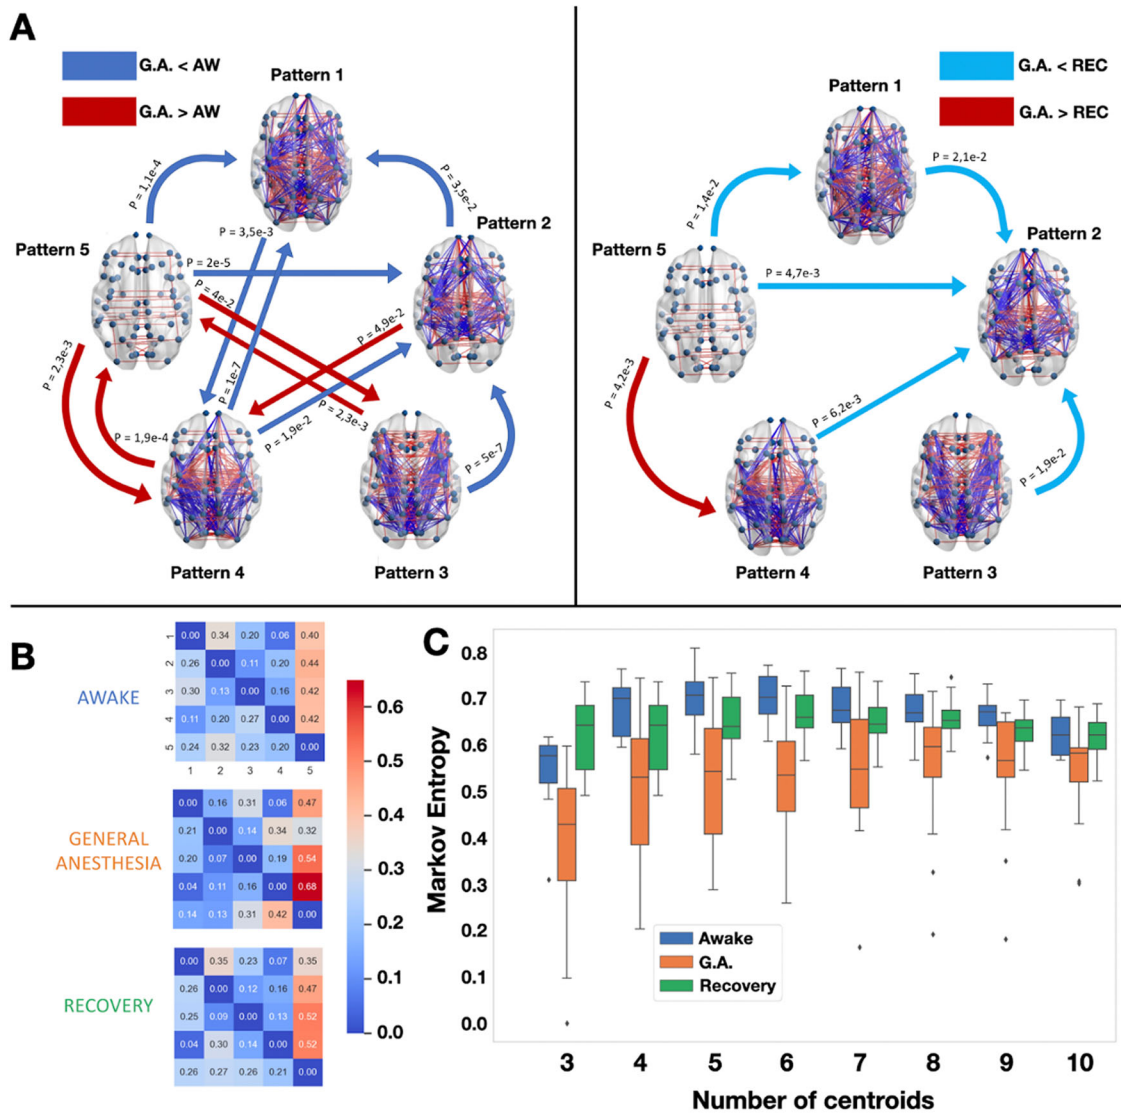 A
G.A. < AW
G.A. > AW
Pattern 1
P = 1,1e-4
P = 3,5e-2
Pattern 2
P = 3,5e-3
Pattern 5
P = 2e-5
P = 4e-2
P = 4,9e-2
P = 2,3e-3
P = 1e-7
P = 2,3e-3
P = 1,9e-4
P = 1,9e-2
P = 5e-7
Pattern 4
Pattern 3
G.A. < REC
G.A. > REC
Pattern 1
P = 2,1e-2
P = 1,4e-2
Pattern 2
Pattern 5
P = 4,7e-3
P = 4,2e-3
P = 6,2e-3
P = 1,9e-2
Pattern 4
Pattern 3
B
AWAKE
1 0.00 0.34 0.20 0.06 0.40
2 0.26 0.00 0.11 0.20 0.44
3 0.30 0.13 0.00 0.16 0.42
4 0.11 0.20 0.27 0.00 0.42
5 0.24 0.32 0.23 0.20 0.00
1 2 3 4 5
GENERAL
ANESTHESIA
0.00 0.16 0.31 0.06 0.47
0.21 0.00 0.14 0.34 0.32
0.20 0.07 0.00 0.19 0.54
0.04 0.11 0.16 0.00 0.68
0.14 0.13 0.31 0.42 0.00
RECOVERY
0.00 0.35 0.23 0.07 0.35
0.26 0.00 0.12 0.16 0.47
0.25 0.09 0.00 0.13 0.52
0.04 0.30 0.14 0.00 0.52
0.26 0.27 0.26 0.21 0.00
0.6
0.5
0.4
0.3
0.2
0.1
0.0
C
Markov Entropy
0.8
0.7
0.6
0.5
0.4
0.3
0.2
0.1
0.0
Awake
G.A.
Recovery
3 4 5 6 7 8 9 10
Number of centroids